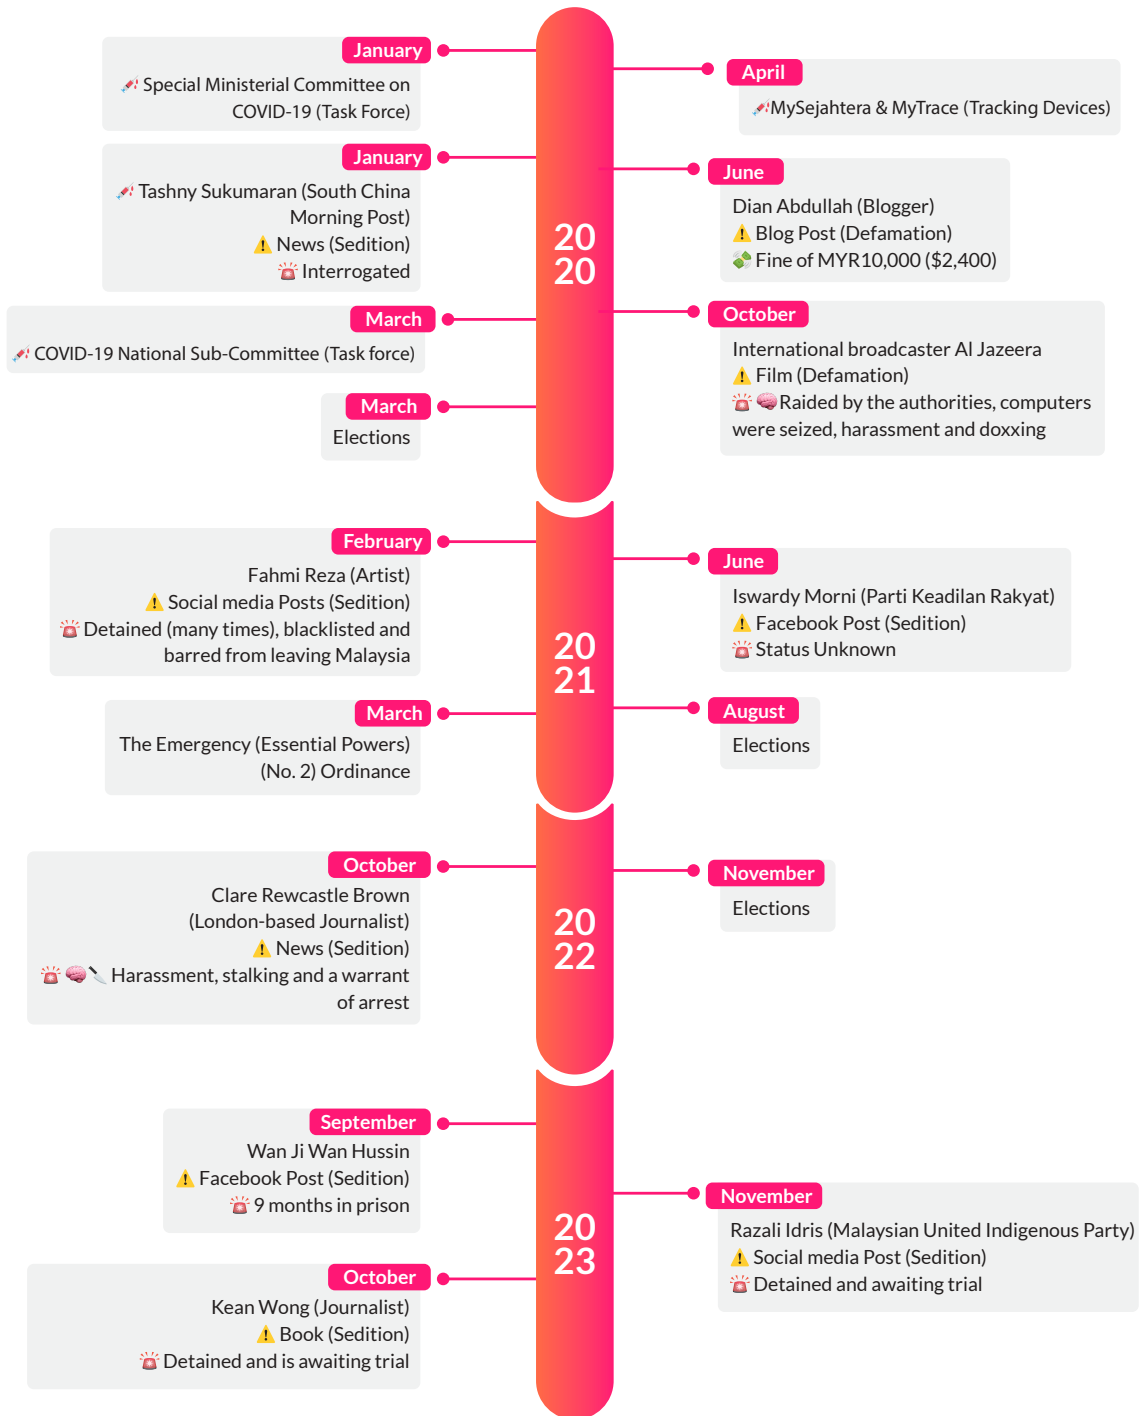 January
💉 Special Ministerial Committee on
COVID-19 (Task Force)
April
💉MySejahtera & MyTrace (Tracking Devices)
January
💉 Tashny Sukumaran (South China
Morning Post)
⚠️ News (Sedition)
🚨 Interrogated
June
Dian Abdullah (Blogger)
⚠️ Blog Post (Defamation)
💸 Fine of MYR10,000 ($2,400)
20
20
March
💉 COVID-19 National Sub-Committee (Task force)
October
International broadcaster Al Jazeera
⚠️ Film (Defamation)
🚨 🧠 Raided by the authorities, computers
were seized, harassment and doxxing
March
Elections
February
Fahmi Reza (Artist)
⚠️ Social media Posts (Sedition)
🚨 Detained (many times), blacklisted and
barred from leaving Malaysia
June
Iswardy Morni (Parti Keadilan Rakyat)
⚠️ Facebook Post (Sedition)
🚨 Status Unknown
20
21
March
The Emergency (Essential Powers)
(No. 2) Ordinance
August
Elections
October
Clare Rewcastle Brown
(London-based Journalist)
⚠️ News (Sedition)
🚨 🧠 🔪 Harassment, stalking and a warrant
of arrest
November
Elections
20
22
September
Wan Ji Wan Hussin
⚠️ Facebook Post (Sedition)
🚨 9 months in prison
November
Razali Idris (Malaysian United Indigenous Party)
⚠️ Social media Post (Sedition)
🚨 Detained and awaiting trial
20
23
October
Kean Wong (Journalist)
⚠️ Book (Sedition)
🚨 Detained and is awaiting trial